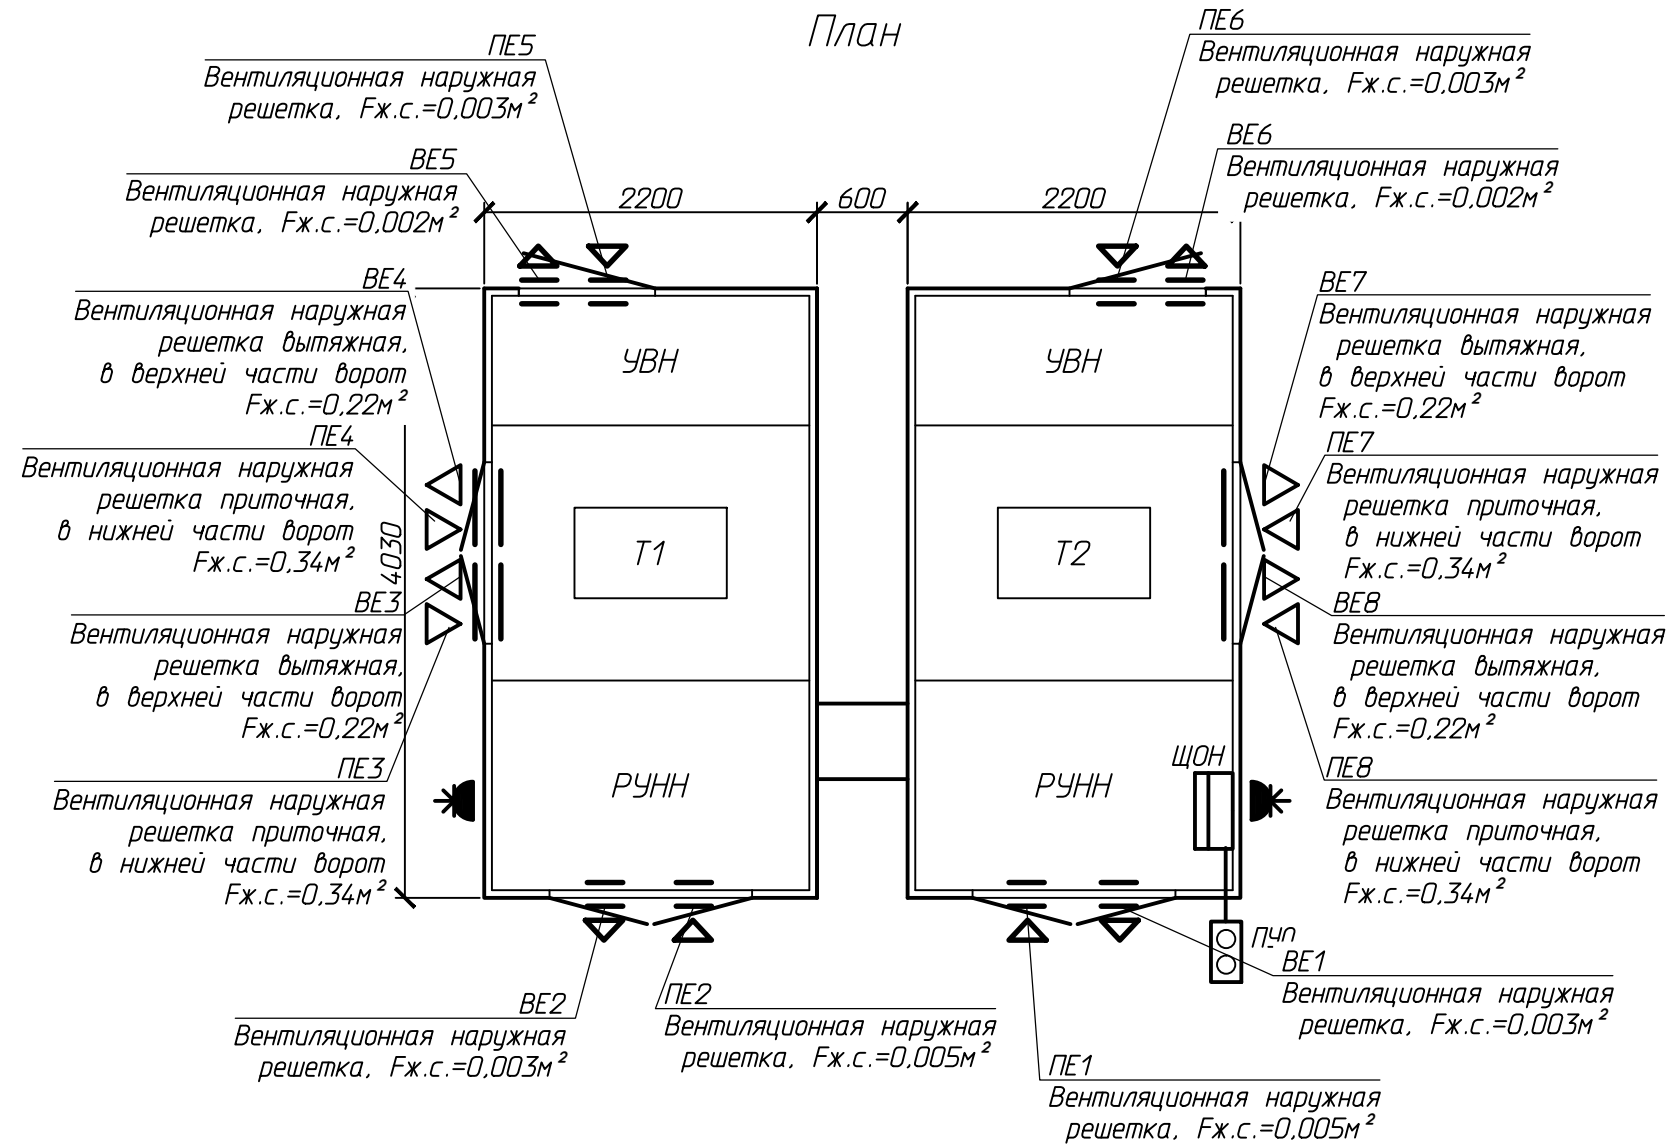 План
ПЕ5
Вентиляционная наружная
решетка, Fж.с.=0,003м²
ВЕ5
Вентиляционная наружная
решетка, Fж.с.=0,002м²
ПЕ6
Вентиляционная наружная
решетка, Fж.с.=0,003м²
ВЕ6
Вентиляционная наружная
решетка, Fж.с.=0,002м²
2200
600
2200
ВЕ4
Вентиляционная наружная
решетка вытяжная,
в верхней части ворот
Fж.с.=0,22м²
ПЕ4
Вентиляционная наружная
решетка приточная,
в нижней части ворот
Fж.с.=0,34м²
4030
ВЕ3
Вентиляционная наружная
решетка вытяжная,
в верхней части ворот
Fж.с.=0,22м²
ПЕ3
Вентиляционная наружная
решетка приточная,
в нижней части ворот
Fж.с.=0,34м²
УВН
Т1
РУНН
УВН
Т2
РУНН
ЩОН
ВЕ7
Вентиляционная наружная
решетка вытяжная,
в верхней части ворот
Fж.с.=0,22м²
ПЕ7
Вентиляционная наружная
решетка приточная,
в нижней части ворот
Fж.с.=0,34м²
ВЕ8
Вентиляционная наружная
решетка вытяжная,
в верхней части ворот
Fж.с.=0,22м²
ПЕ8
Вентиляционная наружная
решетка приточная,
в нижней части ворот
Fж.с.=0,34м²
ВЕ2
Вентиляционная наружная
решетка, Fж.с.=0,003м²
ПЕ2
Вентиляционная наружная
решетка, Fж.с.=0,005м²
ВЕ1
Вентиляционная наружная
решетка, Fж.с.=0,003м²
ПЕ1
Вентиляционная наружная
решетка, Fж.с.=0,005м²